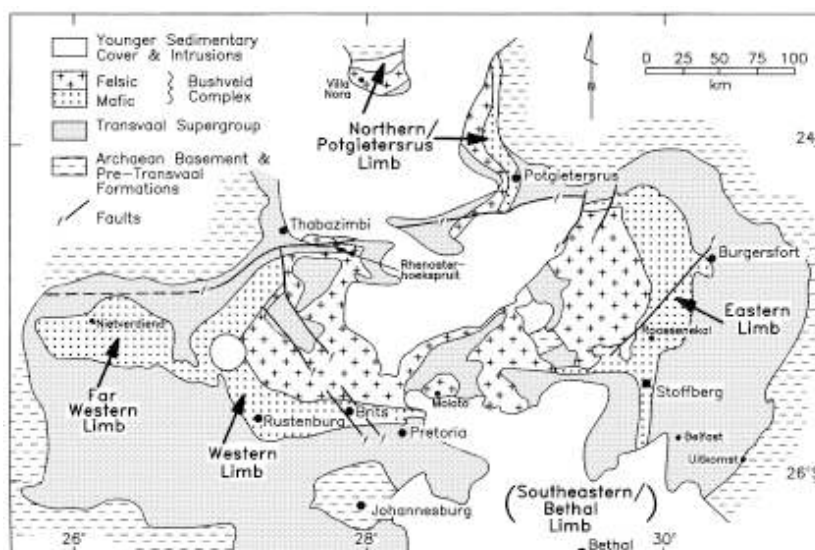 26° 28° 30°
Younger Sedimentary
Cover & Intrusions
Felsic
Mafic
Bushveld
Complex
Transvaal Supergroup
Archaean Basement &
Pre-Transvaal
Formations
Faults
Villa
Nora
Northern/
Potgietersrus
Limb
N
0 25 50 75 100
km
24
Potgietersrus
Thabazimbi
Rhenoster-
hoekspruit
Burgersfort
Eastern
Limb
Nietverdiend
Far
Western
Limb
Western
Limb
Rustenburg
Brits
Pretoria
Moloto
Stoffberg
Belfast
Uitkomst
26°S
Johannesburg
(Southeastern/
Bethal
Limb)
26° 28° 30°
Bethal